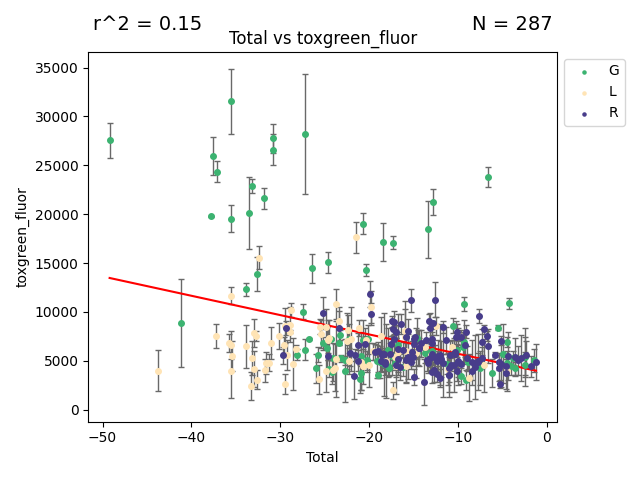 r^2 = 0.15
N = 287
Total vs toxgreen_fluor
35000
30000
25000
20000
15000
10000
5000
0
toxgreen_fluor
−50
−40
−30
−20
−10
0
Total
G
L
R